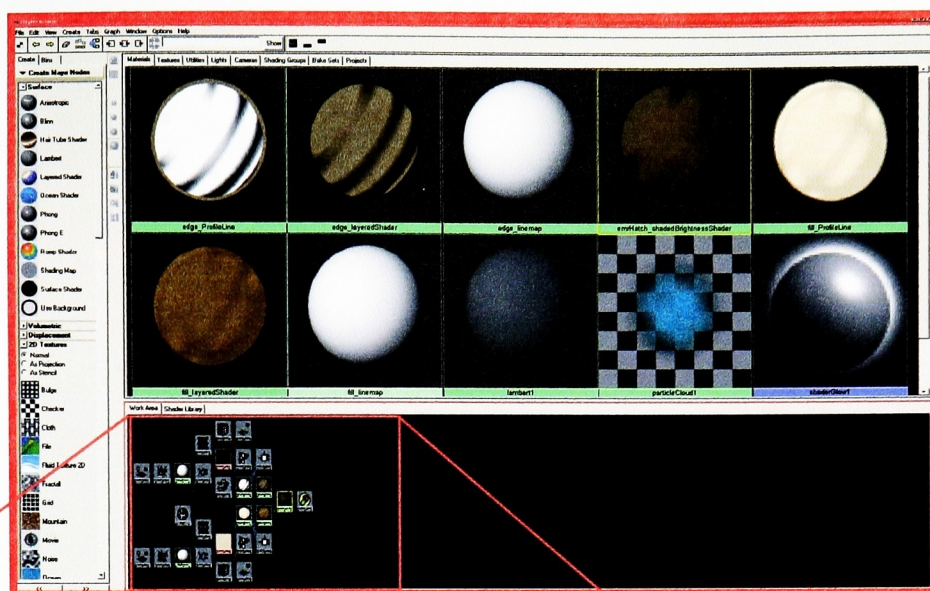 File Edit View Create Tabs Graph Window Options Help
Show
Create Bins
Materials Textures Utilities Lights Cameras Shading Groups Bake Sets Projects
Create Maya Nodes
Surface
Anisotropic
Blinn
Hair Tube Shader
Lambert
Layered Shader
Ocean Shader
Phong
Phong E
Ramp Shader
Shading Map
Surface Shader
Use Background
Volumetric
Displacement
2D Textures
Normal
As Projection
As Stencil
Bulge
Checker
Cloth
File
Fluid Texture 2D
Fractal
Grid
Mountain
Movie
Noise
Ocean
edge_ProfileLine
edge_layeredShader
edge_linemap
fill_ProfileLine
fill_layeredShader
fill_linemap
lambert1
particleCloud1
shaderGlow1
Work Area Shader Library